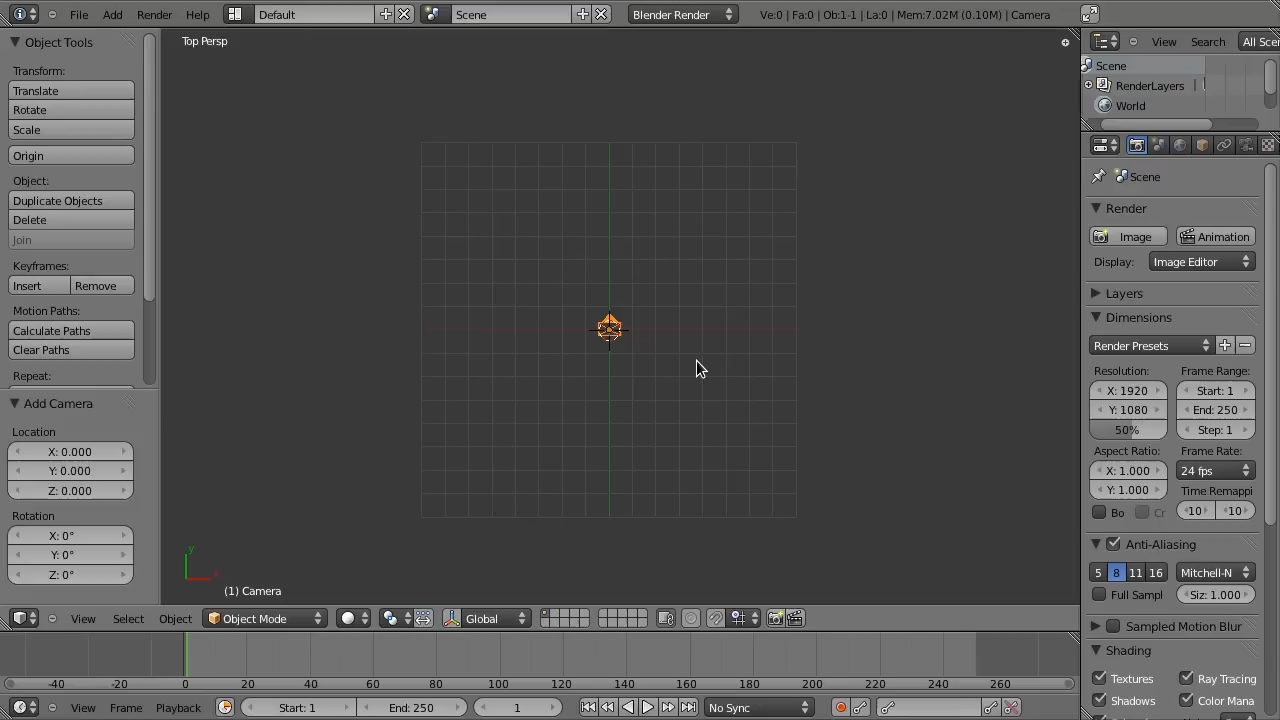 File Add Render Help Default Scene Blender Render Ve:0 | Fa:0 | Ob:1-1 | La:0 | Mem:7.02M (0.10M) | Camera
Object Tools
Transform:
Translate
Rotate
Scale
Origin
Object:
Duplicate Objects
Delete
Join
Keyframes:
Insert Remove
Motion Paths:
Calculate Paths
Clear Paths
Repeat:
Add Camera
Location
X: 0.000
Y: 0.000
Z: 0.000
Rotation
X: 0°
Y: 0°
Z: 0°
Top Persp
y
x
(1) Camera
View Select Object Object Mode Global
-40 -20 0 20 40 60 80 100 120 140 160 180 200 220 240 260
View Frame Playback Start: 1 End: 250 1 No Sync
View Search All Scen
Scene
RenderLayers |
World
Scene
Render
Image Animation
Display: Image Editor
Layers
Dimensions
Render Presets
Resolution: Frame Range:
X: 1920 Start: 1
Y: 1080 End: 250
50% Step: 1
Aspect Ratio: Frame Rate:
X: 1.000 24 fps
Y: 1.000 Time Remappi
Bo Cr 10 10
Anti-Aliasing
5 8 11 16 Mitchell-N
Full Sampl Siz: 1.000
Sampled Motion Blur
Shading
Textures Ray Tracing
Shadows Color Mana